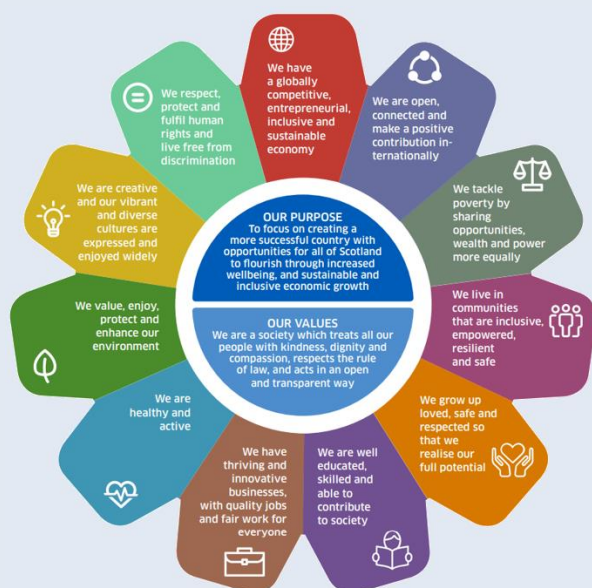 We have
a globally
competitive,
entrepreneurial,
inclusive and
sustainable
economy
We are open,
connected and
make a positive
contribution in-
ternationally
We tackle
poverty by
sharing
opportunities,
wealth and power
more equally
We live in
communities
that are inclusive,
empowered,
resilient
and safe
We grow up
loved, safe and
respected so
that we
realise our
full potential
We are well
educated,
skilled and
able to
contribute
to society
We have
thriving and
innovative
businesses,
with quality jobs
and fair work for
everyone
We are
healthy and
active
We value, enjoy,
protect and
enhance our
environment
We are creative
and our vibrant
and diverse
cultures are
expressed and
enjoyed widely
We respect,
protect and
fulfil human
rights and
live free from
discrimination
OUR PURPOSE
To focus on creating a
more successful country with
opportunities for all of Scotland
to flourish through increased
wellbeing, and sustainable and
inclusive economic growth
OUR VALUES
We are a society which treats all our
people with kindness, dignity and
compassion, respects the rule
of law, and acts in an open
and transparent way